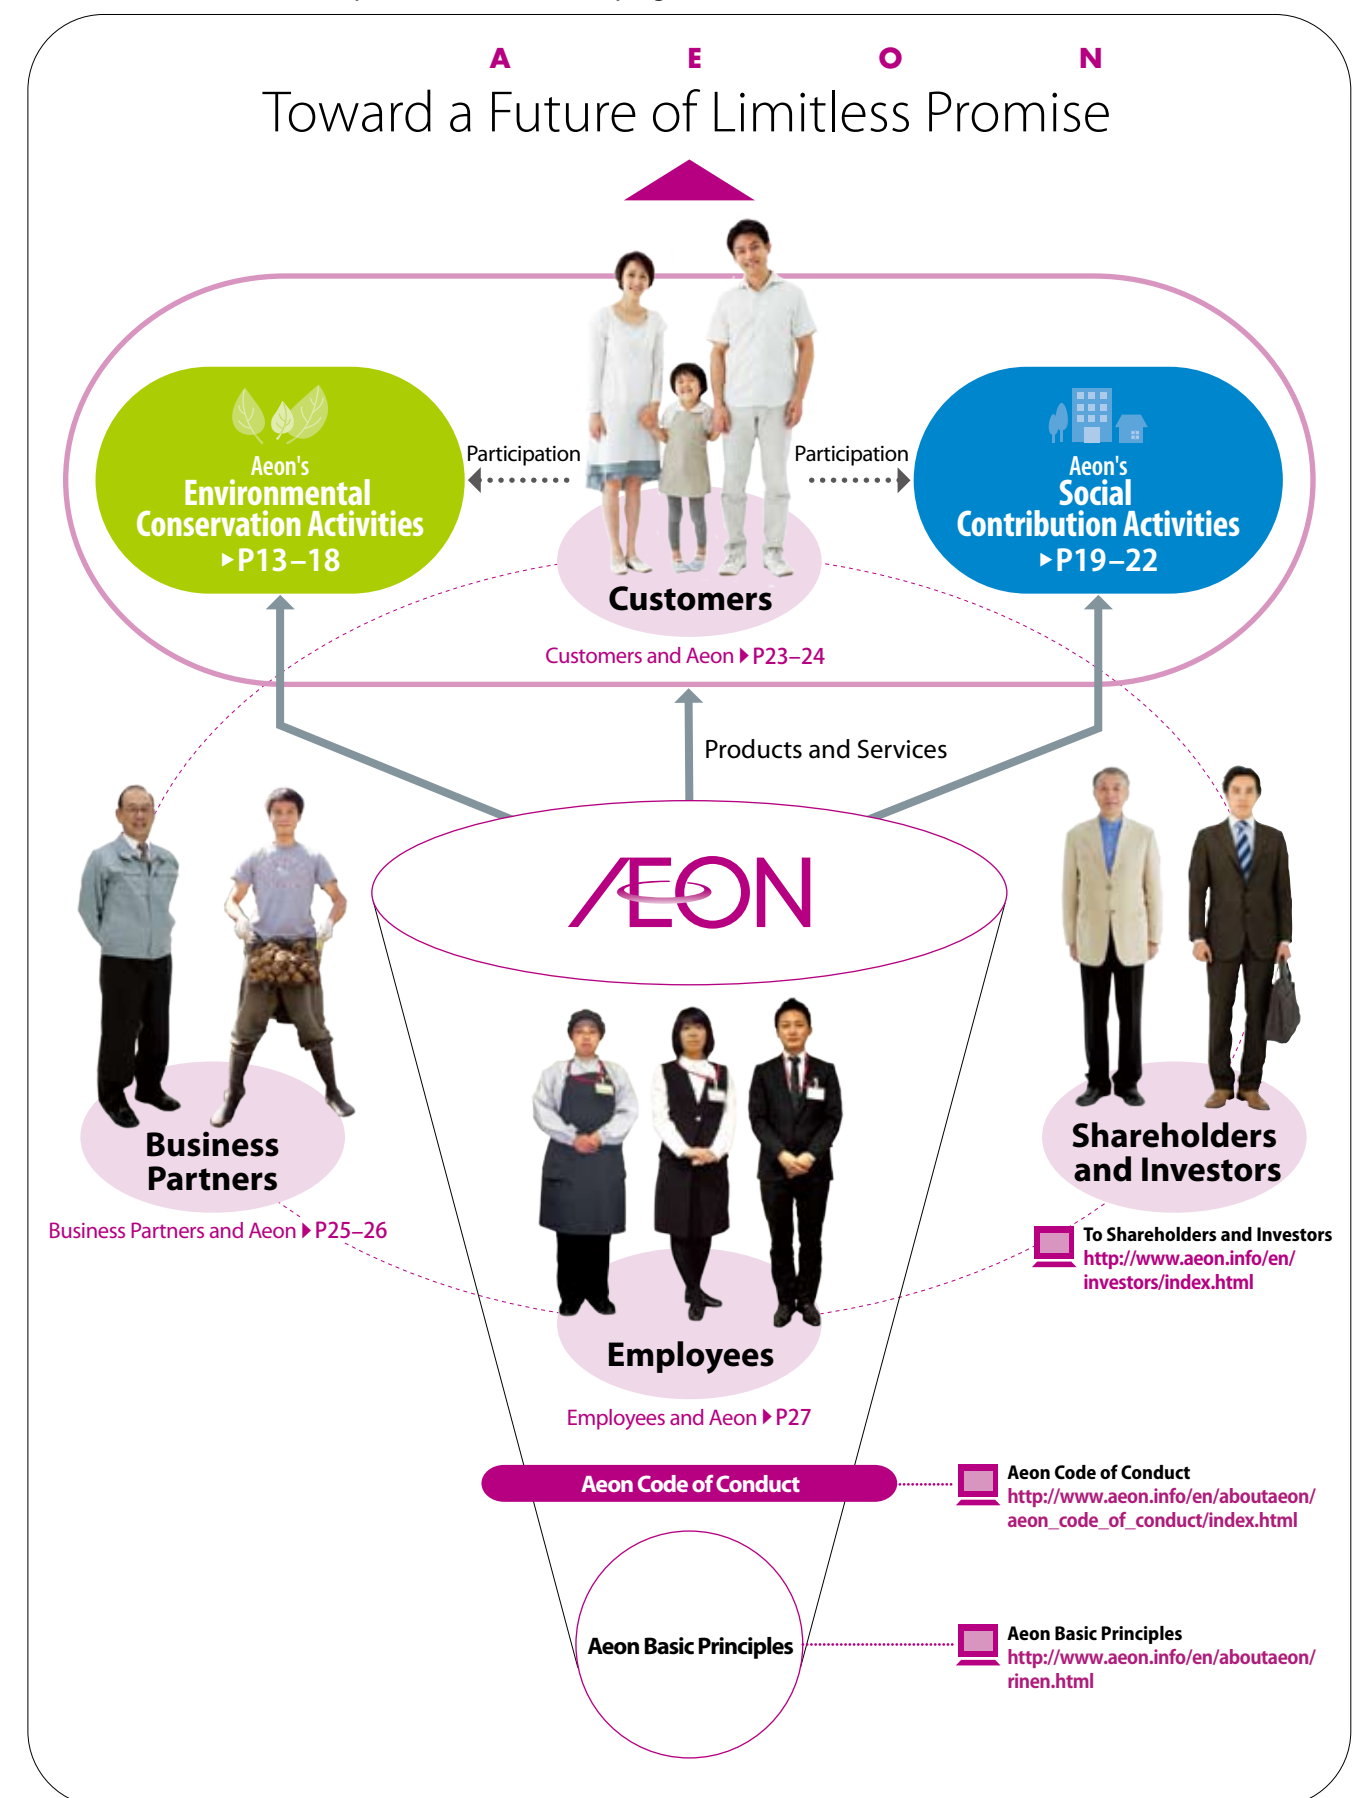 A E O N
Toward a Future of Limitless Promise
Aeon's
Environmental
Conservation Activities
▶P13–18
Participation
Participation
Aeon's
Social
Contribution Activities
▶P19–22
Customers
Customers and Aeon ▶ P23–24
Products and Services
ÆON
Business
Partners
Business Partners and Aeon ▶ P25–26
Shareholders
and Investors
To Shareholders and Investors
http://www.aeon.info/en/
investors/index.html
Employees
Employees and Aeon ▶ P27
Aeon Code of Conduct
Aeon Code of Conduct
http://www.aeon.info/en/aboutaeon/
aeon_code_of_conduct/index.html
Aeon Basic Principles
Aeon Basic Principles
http://www.aeon.info/en/aboutaeon/
rinen.html